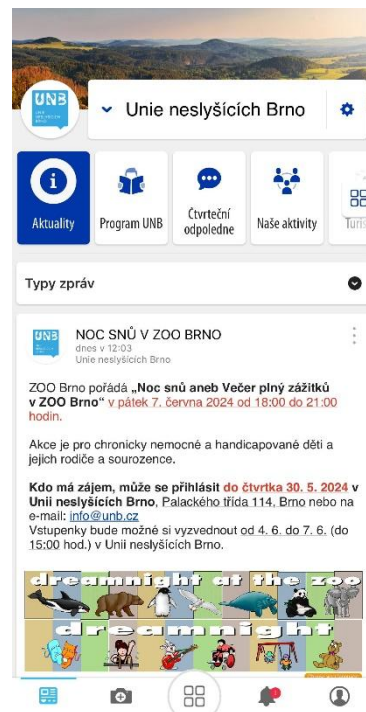 UNB
Unie neslyšících Brno
Aktuality
Program UNB
Čtvrteční
odpoledne
Naše aktivity
Turis
Typy zpráv
UNB
NOC SNŮ V ZOO BRNO
dnes v 12:03
Unie neslyšících Brno
ZOO Brno pořádá „Noc snů aneb Večer plný zážitků
v ZOO Brno“ v pátek 7. června 2024 od 18:00 do 21:00
hodin.
Akce je pro chronicky nemocné a handicapované děti a
jejich rodiče a sourozence.
Kdo má zájem, může se přihlásit do čtvrtka 30. 5. 2024 v
Unii neslyšících Brno, Palackého třída 114, Brno nebo na
e-mail: info@unb.cz
Vstupenky bude možné si vyzvednout od 4. 6. do 7. 6. (do
15:00 hod.) v Unii neslyšících Brno.
dreamnight at the zoo
dreamnight